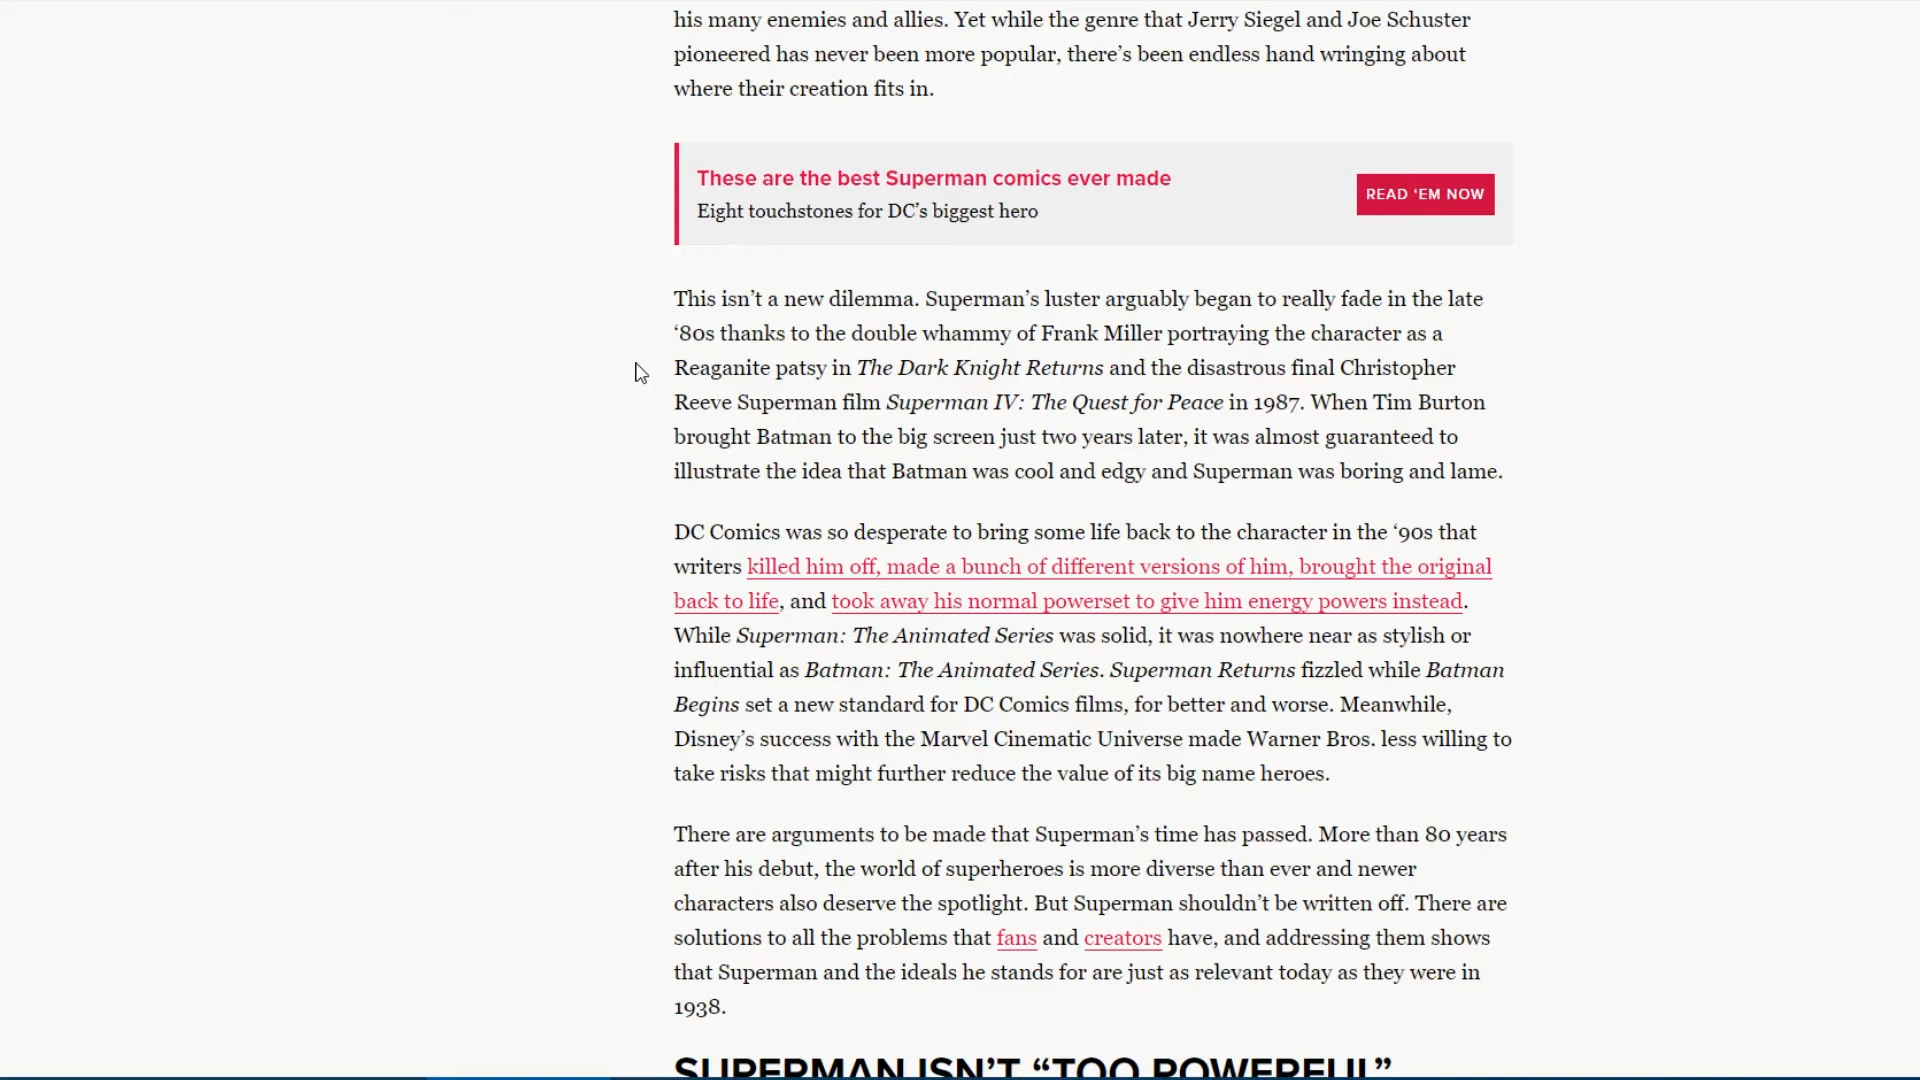 his many enemies and allies. Yet while the genre that Jerry Siegel and Joe Schuster
pioneered has never been more popular, there’s been endless hand wringing about
where their creation fits in.
These are the best Superman comics ever made
Eight touchstones for DC’s biggest hero
READ ‘EM NOW
This isn’t a new dilemma. Superman’s luster arguably began to really fade in the late
‘80s thanks to the double whammy of Frank Miller portraying the character as a
Reaganite patsy in The Dark Knight Returns and the disastrous final Christopher
Reeve Superman film Superman IV: The Quest for Peace in 1987. When Tim Burton
brought Batman to the big screen just two years later, it was almost guaranteed to
illustrate the idea that Batman was cool and edgy and Superman was boring and lame.
DC Comics was so desperate to bring some life back to the character in the ‘90s that
writers killed him off, made a bunch of different versions of him, brought the original
back to life, and took away his normal powerset to give him energy powers instead.
While Superman: The Animated Series was solid, it was nowhere near as stylish or
influential as Batman: The Animated Series. Superman Returns fizzled while Batman
Begins set a new standard for DC Comics films, for better and worse. Meanwhile,
Disney’s success with the Marvel Cinematic Universe made Warner Bros. less willing to
take risks that might further reduce the value of its big name heroes.
There are arguments to be made that Superman’s time has passed. More than 80 years
after his debut, the world of superheroes is more diverse than ever and newer
characters also deserve the spotlight. But Superman shouldn’t be written off. There are
solutions to all the problems that fans and creators have, and addressing them shows
that Superman and the ideals he stands for are just as relevant today as they were in
1938.
SUPERMAN ISN’T “TOO POWERFUL”